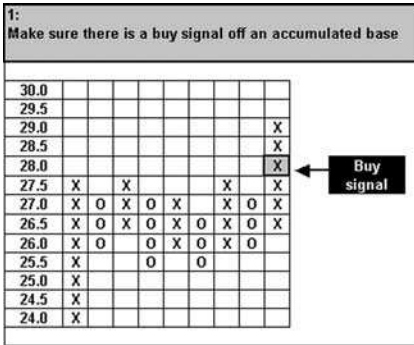 1:
Make sure there is a buy signal off an accumulated base
30.0
29.5
29.0 X
28.5 X
28.0 X
27.5 X X X X
27.0 X O X O X X O X
26.5 X O X O X O X O X
26.0 X O O X O X O
25.5 X O O
25.0 X
24.5 X
24.0 X
Buy
signal